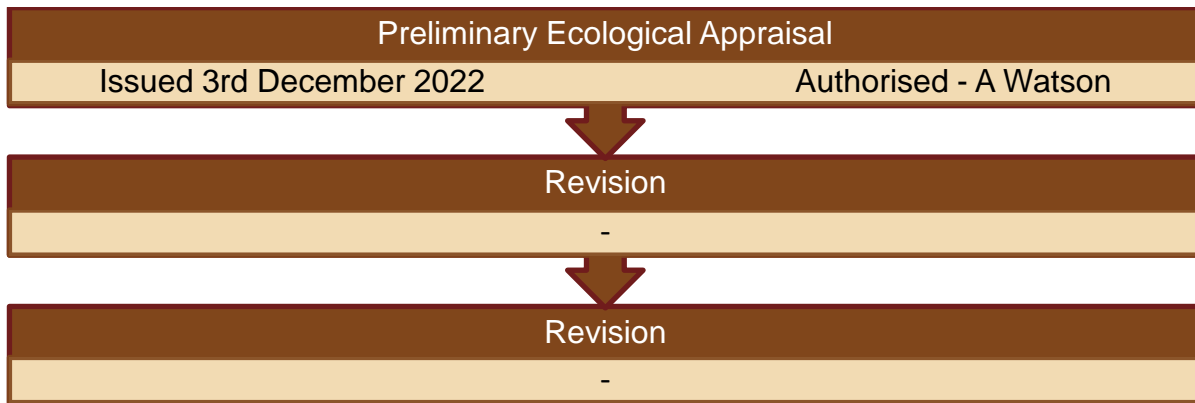 Preliminary Ecological Appraisal
Issued 3rd December 2022 Authorised - A Watson
Revision
-
Revision
-